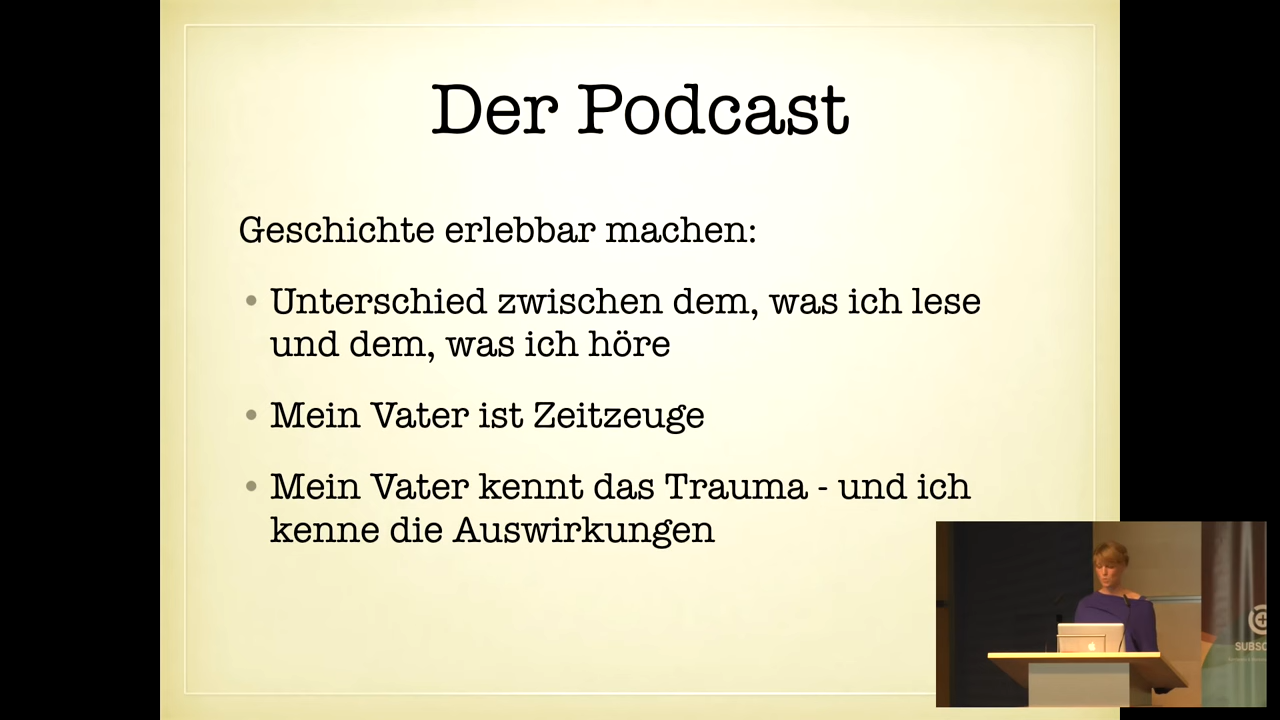 Der Podcast
Geschichte erlebbar machen:
• Unterschied zwischen dem, was ich lese
und dem, was ich höre
• Mein Vater ist Zeitzeuge
• Mein Vater kennt das Trauma - und ich
kenne die Auswirkungen
SUBSC